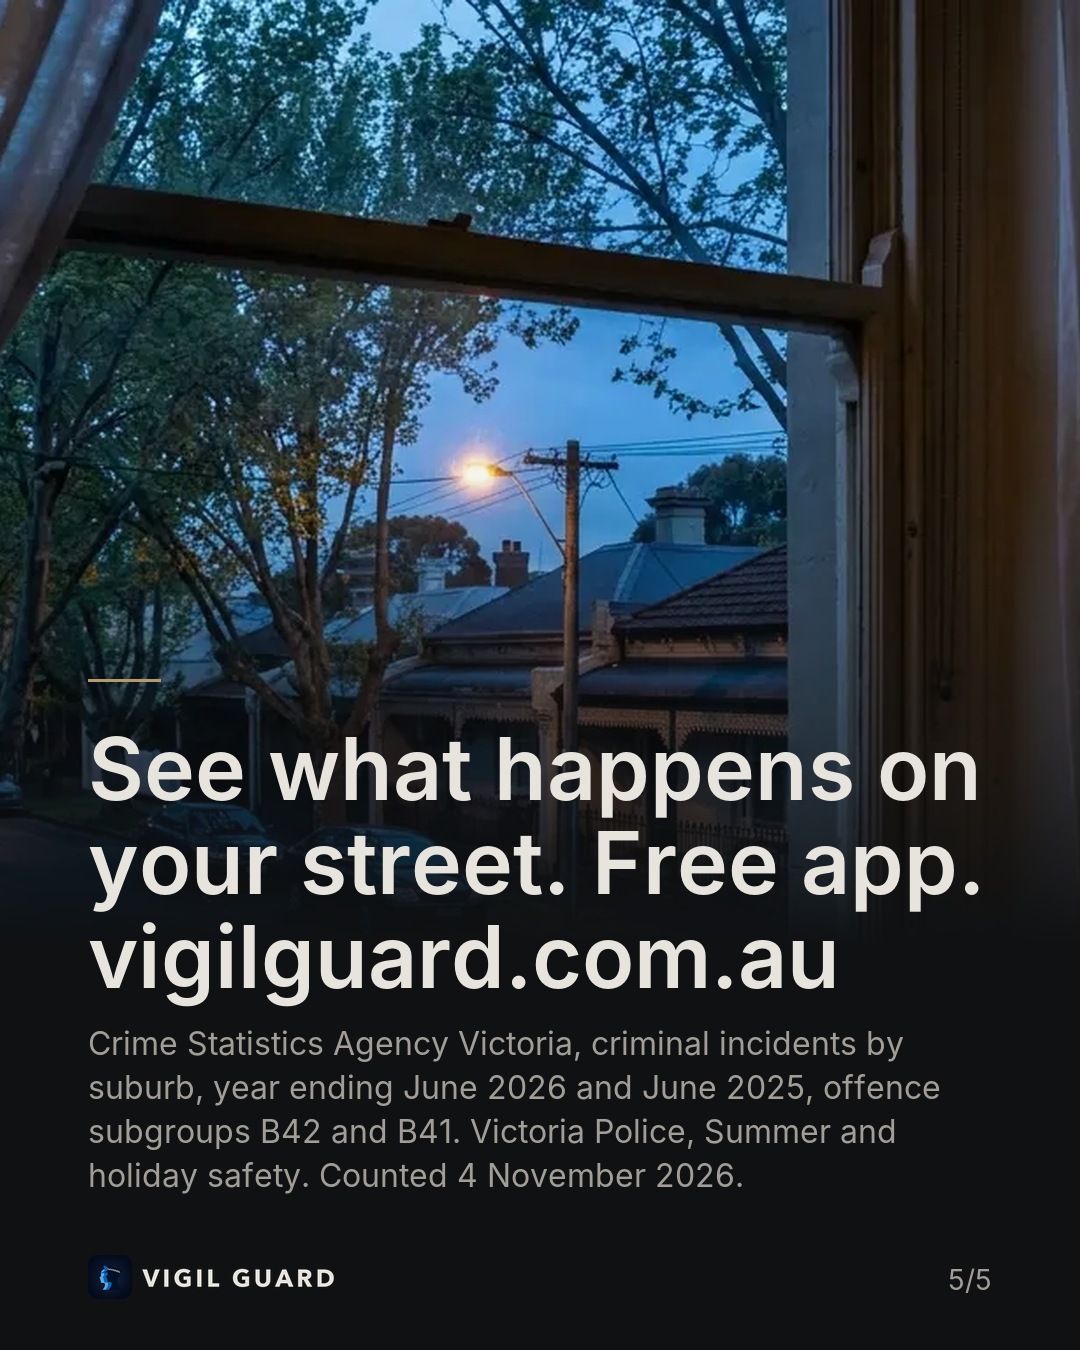 See what happens on
your street. Free app.
vigilguard.com.au
Crime Statistics Agency Victoria, criminal incidents by
suburb, year ending June 2026 and June 2025, offence
subgroups B42 and B41. Victoria Police, Summer and
holiday safety. Counted 4 November 2026.
VIGIL GUARD
5/5